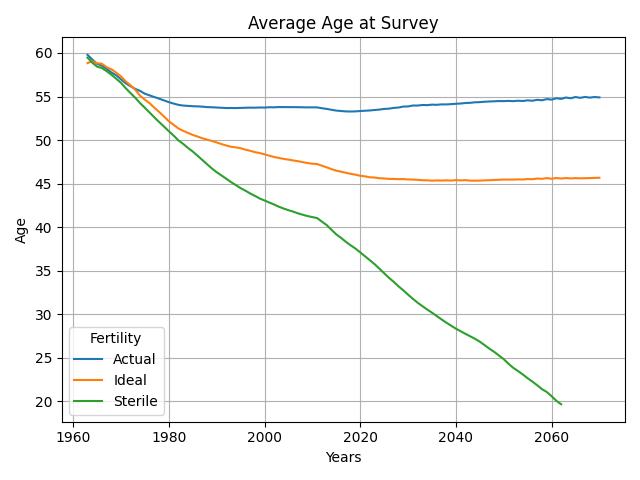 Average Age at Survey
Age
60
55
50
45
40
35
30
25
20
Fertility
Actual
Ideal
Sterile
1960 1980 2000 2020 2040 2060
Years